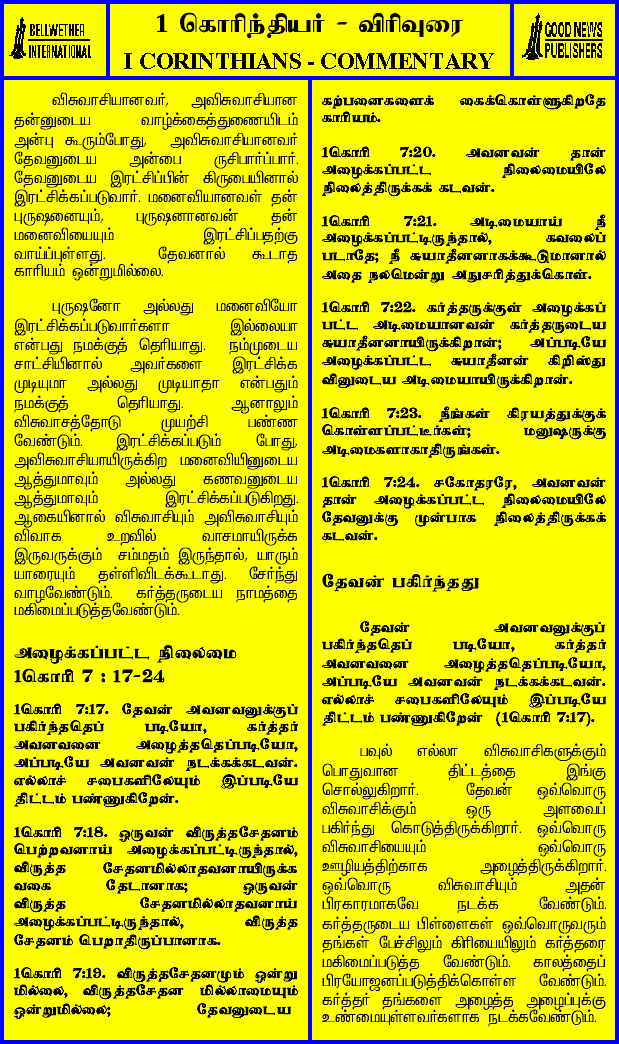 BELLWETHER
INTERNATIONAL
1 கொரிந்தியர் - விரிவுரை
I CORINTHIANS - COMMENTARY
GOOD NEWS
PUBLISHERS
விசுவாசியானவர், அவிசுவாசியான
தன்னுடைய வாழ்க்கைத்துணையிடம்
அன்பு கூரும்போது, அவிசுவாசியானவர்
தேவனுடைய அன்பை ருசிபார்ப்பார்.
தேவனுடைய இரட்சிப்பின் கிருபையினால்
இரட்சிக்கப்படுவார். மனைவியானவள் தன்
புருஷனையும், புருஷனானவன் தன்
மனைவியையும் இரட்சிப்பதற்கு
வாய்ப்புள்ளது. தேவனால் கூடாத
காரியம் ஒன்றுமில்லை.
புருஷனோ அல்லது மனைவியோ
இரட்சிக்கப்படுவார்களா இல்லையா
என்பது நமக்குத் தெரியாது. நம்முடைய
சாட்சியினால் அவர்களை இரட்சிக்க
முடியுமா அல்லது முடியாதா என்பதும்
நமக்குத் தெரியாது. ஆனாலும்
விசுவாசத்தோடு முயற்சி பண்ண
வேண்டும். இரட்சிக்கப்படும் போது,
அவிசுவாசியாயிருக்கிற மனைவியினுடைய
ஆத்துமாவும் அல்லது கணவனுடைய
ஆத்துமாவும் இரட்சிக்கப்படுகிறது.
ஆகையினால் விசுவாசியும் அவிசுவாசியும்
விவாக உறவில் வாசமாயிருக்க
இருவருக்கும் சம்மதம் இருந்தால், யாரும்
யாரையும் தள்ளிவிடக்கூடாது. சேர்ந்து
வாழவேண்டும். கர்த்தருடைய நாமத்தை
மகிமைப்படுத்தவேண்டும்.
அழைக்கப்பட்ட நிலைமை
1கொரி 7 : 17-24
1கொரி 7:17. தேவன் அவனவனுக்குப்
பகிர்ந்ததெப் படியோ, கர்த்தர்
அவனவனை அழைத்ததெப்படியோ,
அப்படியே அவனவன் நடக்கக்கடவன்.
எல்லாச் சபைகளிலேயும் இப்படியே
திட்டம் பண்ணுகிறேன்.
1கொரி 7:18. ஒருவன் விருத்தசேதனம்
பெற்றவனாய் அழைக்கப்பட்டிருந்தால்,
விருத்த சேதனமில்லாதவனாயிருக்க
வகை தேடானாக; ஒருவன்
விருத்த சேதனமில்லாதவனாய்
அழைக்கப்பட்டிருந்தால், விருத்த
சேதனம் பெறாதிருப்பானாக.
1கொரி 7:19. விருத்தசேதனமும் ஒன்று
மில்லை, விருத்தசேதன மில்லாமையும்
ஒன்றுமில்லை; தேவனுடைய
கற்பனைகளைக் கைக்கொள்ளுகிறதே
காரியம்.
1கொரி 7:20. அவனவன் தான்
அழைக்கப்பட்ட நிலைமையிலே
நிலைத்திருக்கக் கடவன்.
1கொரி 7:21. அடிமையாய் நீ
அழைக்கப்பட்டிருந்தால், கவலைப்
படாதே; நீ சுயாதீனனாகக்கூடுமானால்
அதை நலமென்று அநுசரித்துக்கொள்.
1கொரி 7:22. கர்த்தருக்குள் அழைக்கப்
பட்ட அடிமையானவன் கர்த்தருடைய
சுயாதீனனாயிருக்கிறான்; அப்படியே
அழைக்கப்பட்ட சுயாதீனன் கிறிஸ்து
வினுடைய அடிமையாயிருக்கிறான்.
1கொரி 7:23. நீங்கள் கிரயத்துக்குக்
கொள்ளப்பட்டீர்கள்; மனுஷருக்கு
அடிமைகளாகாதிருங்கள்.
1கொரி 7:24. சகோதரரே, அவனவன்
தான் அழைக்கப்பட்ட நிலைமையிலே
தேவனுக்கு முன்பாக நிலைத்திருக்கக்
கடவன்.
தேவன் பகிர்ந்தது
தேவன் அவனவனுக்குப்
பகிர்ந்ததெப் படியோ, கர்த்தர்
அவனவனை அழைத்ததெப்படியோ,
அப்படியே அவனவன் நடக்கக்கடவன்.
எல்லாச் சபைகளிலேயும் இப்படியே
திட்டம் பண்ணுகிறேன் (1கொரி 7:17).
பவுல் எல்லா விசுவாசிகளுக்கும்
பொதுவான திட்டத்தை இங்கு
சொல்லுகிறார். தேவன் ஒவ்வொரு
விசுவாசிக்கும் ஒரு அளவைப்
பகிர்ந்து கொடுத்திருக்கிறார். ஒவ்வொரு
விசுவாசியையும் ஒவ்வொரு
ஊழியத்திற்காக அழைத்திருக்கிறார்.
ஒவ்வொரு விசுவாசியும் அதன்
பிரகாரமாகவே நடக்க வேண்டும்.
கர்த்தருடைய பிள்ளைகள் ஒவ்வொருவரும்
தங்கள் பேச்சிலும் கிரியையிலும் கர்த்தரை
மகிமைப்படுத்த வேண்டும். காலத்தைப்
பிரயோஜனப்படுத்திக்கொள்ள வேண்டும்.
கர்த்தர் தங்களை அழைத்த அழைப்புக்கு
உண்மையுள்ளவர்களாக நடக்கவேண்டும்.